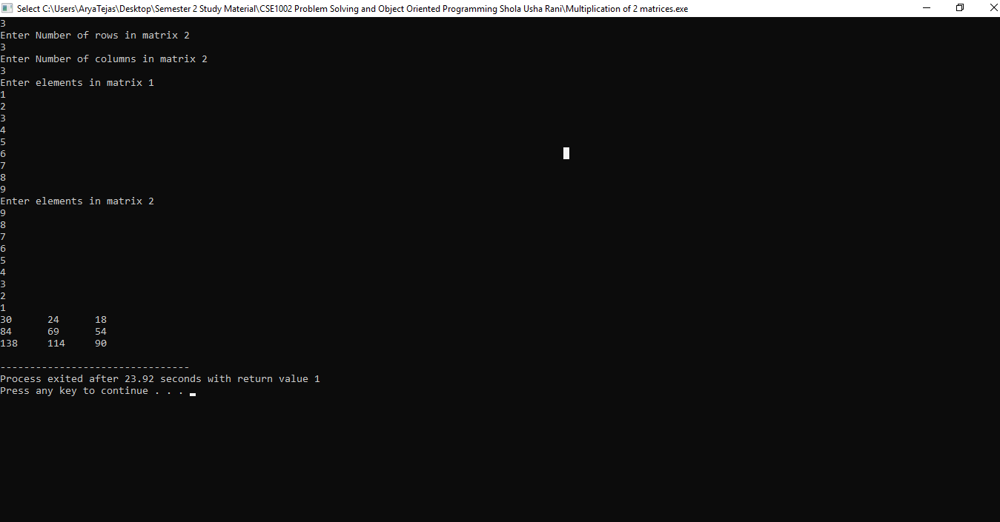 Select C:\Users\AryaTejas\Desktop\Semester 2 Study Material\CSE1002 Problem Solving and Object Oriented Programming Shola Usha Rani\Multiplication of 2 matrices.exe
3
Enter Number of rows in matrix 2
3
Enter Number of columns in matrix 2
3
Enter elements in matrix 1
1
2
3
4
5
6
7
8
9
Enter elements in matrix 2
9
8
7
6
5
4
3
2
1
30 24 18
84 69 54
138 114 90
--------------------------------
Process exited after 23.92 seconds with return value 1
Press any key to continue . . .